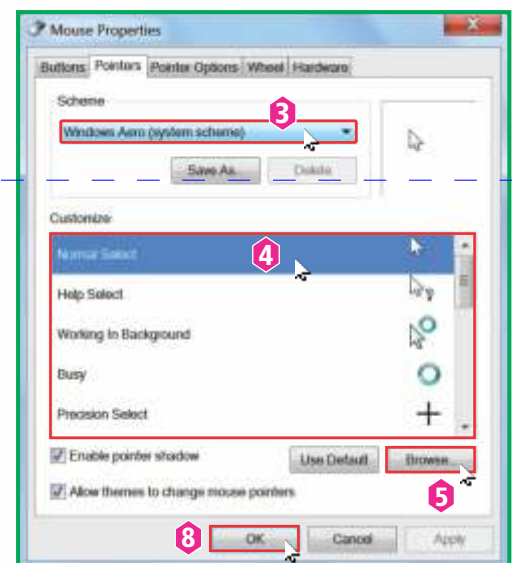 Mouse Properties
Buttons Pointers Pointer Options Wheel Hardware
Scheme
3
Windows Aero (system scheme)
Save As... Delete
Customize:
Normal Select
4
Help Select
Working In Background
Busy
Precision Select
Enable pointer shadow
Use Default Browse...
Allow themes to change mouse pointers
5
8
OK Cancel Apply